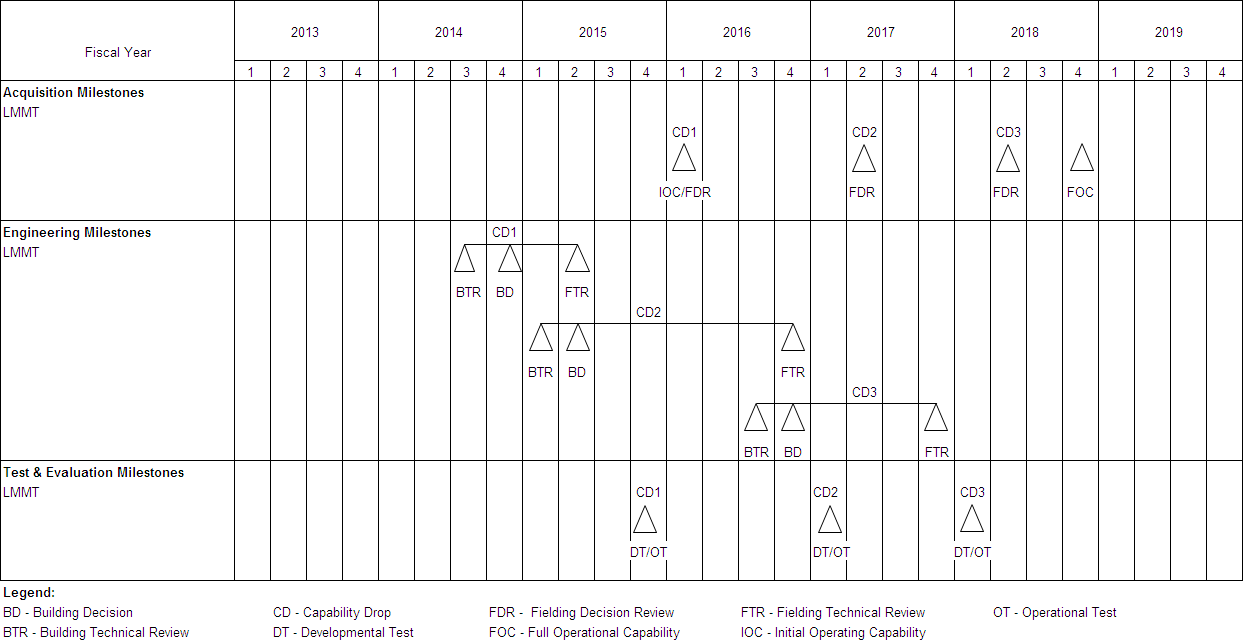 Fiscal Year
2013 2014 2015 2016 2017 2018 2019
1 2 3 4 1 2 3 4 1 2 3 4 1 2 3 4 1 2 3 4 1 2 3 4 1 2 3 4
Acquisition Milestones
LMMT
CD1 CD2 CD3
IOC/FDR FDR FDR FOC
Engineering Milestones
CD1
LMMT
BTR BD FTR
CD2
BTR BD FTR
CD3
BTR BD FTR
Test & Evaluation Milestones
LMMT CD1 CD2 CD3
DT/OT DT/OT DT/OT
Legend:
BD - Building Decision CD - Capability Drop FDR - Fielding Decision Review FTR - Fielding Technical Review OT - Operational Test
BTR - Building Technical Review DT - Developmental Test FOC - Full Operational Capability IOC - Initial Operating Capability